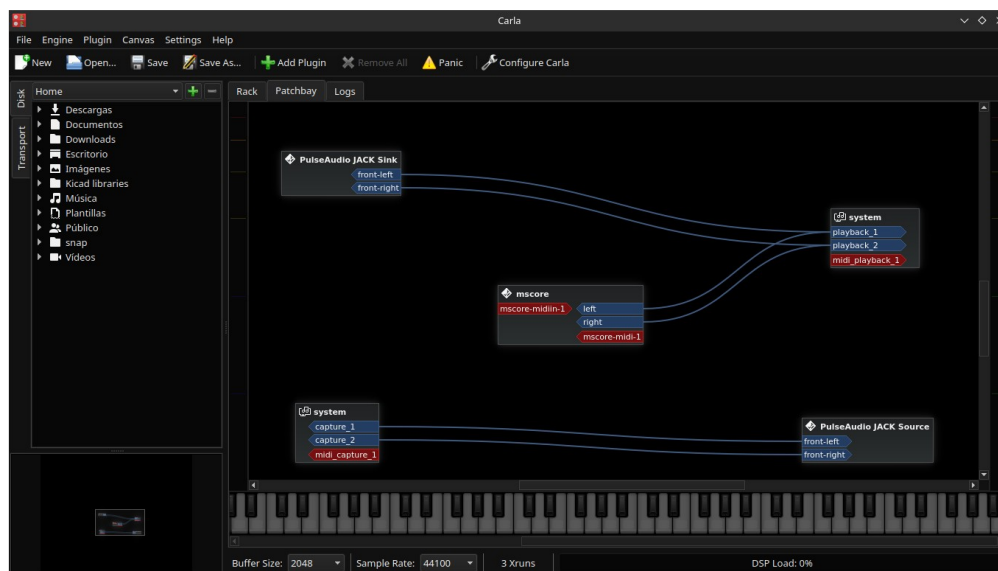 Carla
File Engine Plugin Canvas Settings Help
New Open... Save Save As... Add Plugin Remove All Panic Configure Carla
Disk
Transport
Home
Descargas
Documentos
Downloads
Escritorio
Imágenes
Kicad libraries
Música
Plantillas
Público
snap
Vídeos
Rack Patchbay Logs
PulseAudio JACK Sink
front-left
front-right
system
playback_1
playback_2
midi_playback_1
mscore
mscore-midiin-1 left
right
mscore-midi-1
system
capture_1
capture_2
midi_capture_1
PulseAudio JACK Source
front-left
front-right
Buffer Size: 2048 Sample Rate: 44100 3 Xruns DSP Load: 0%